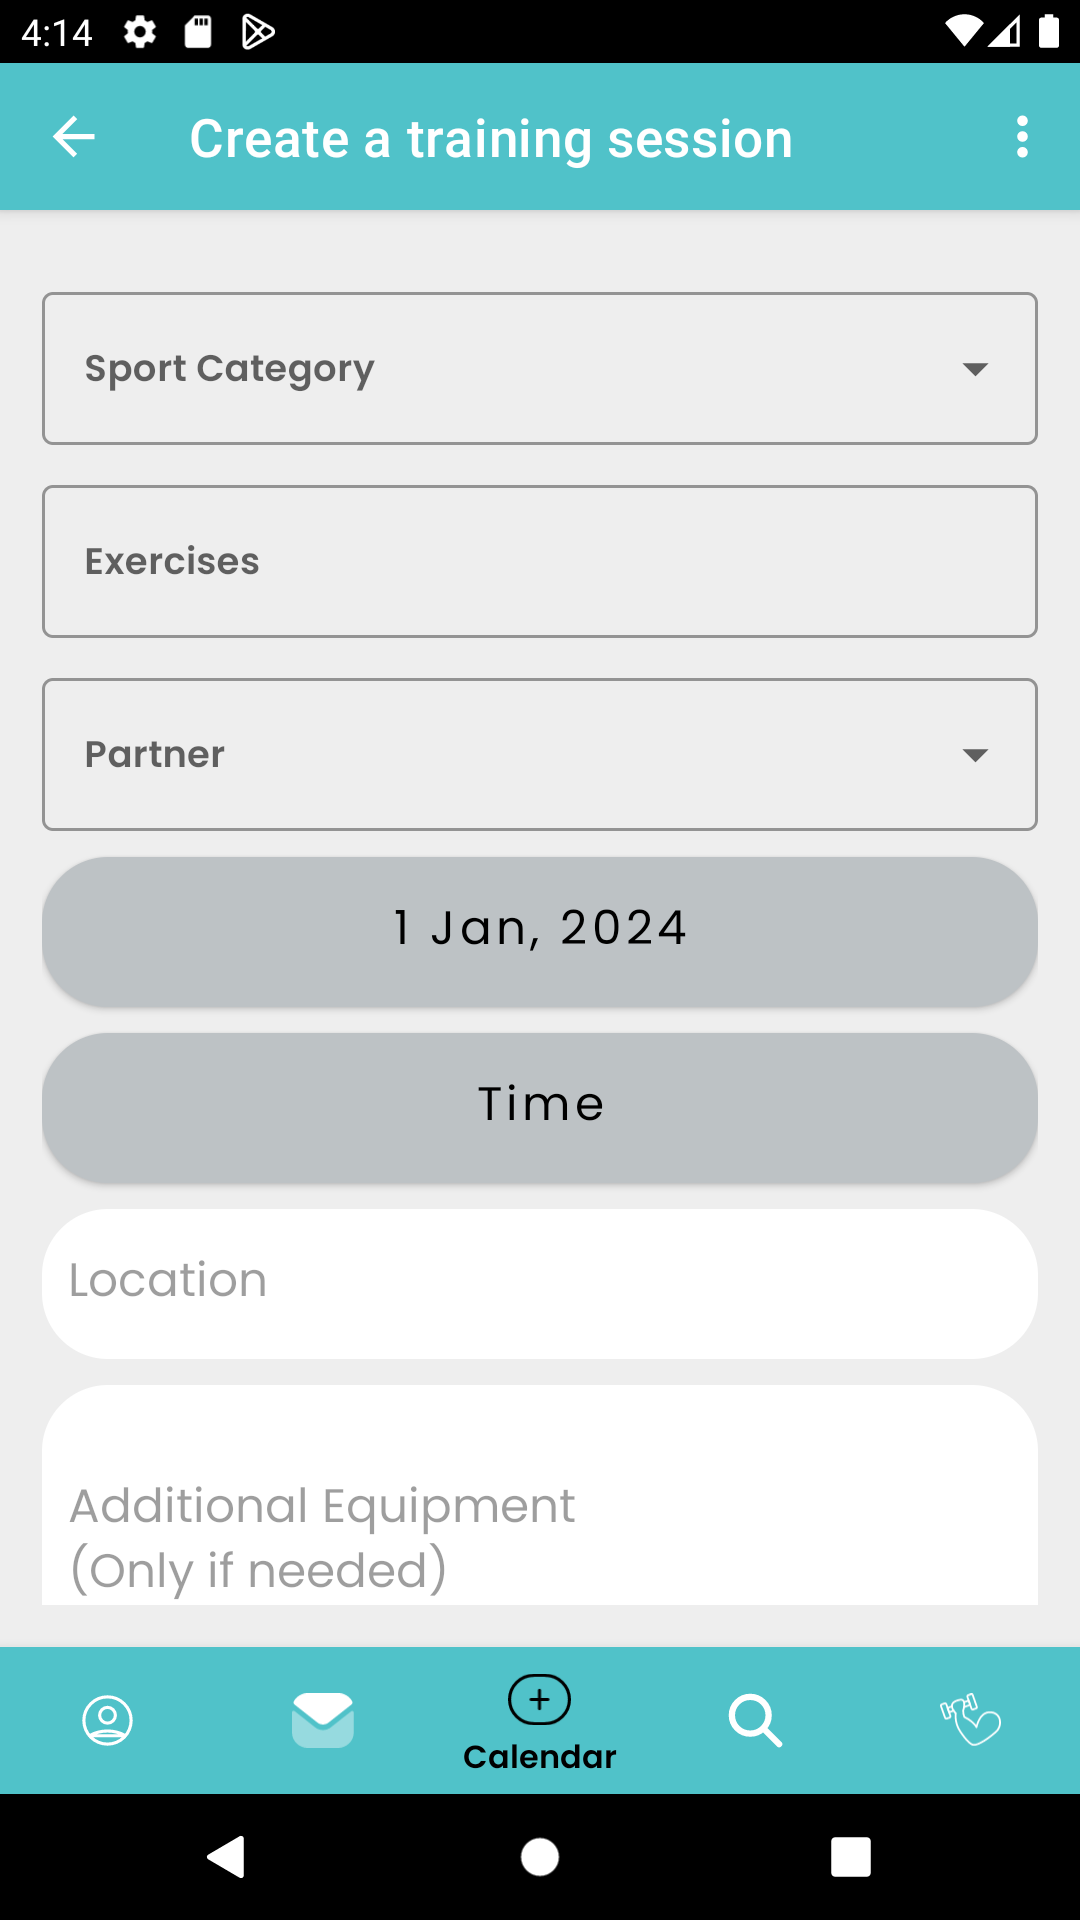 4:14
Create a training session
Sport Category
Exercises
Partner
1 Jan, 2024
Time
Location
Additional Equipment
(Only if needed)
Calendar